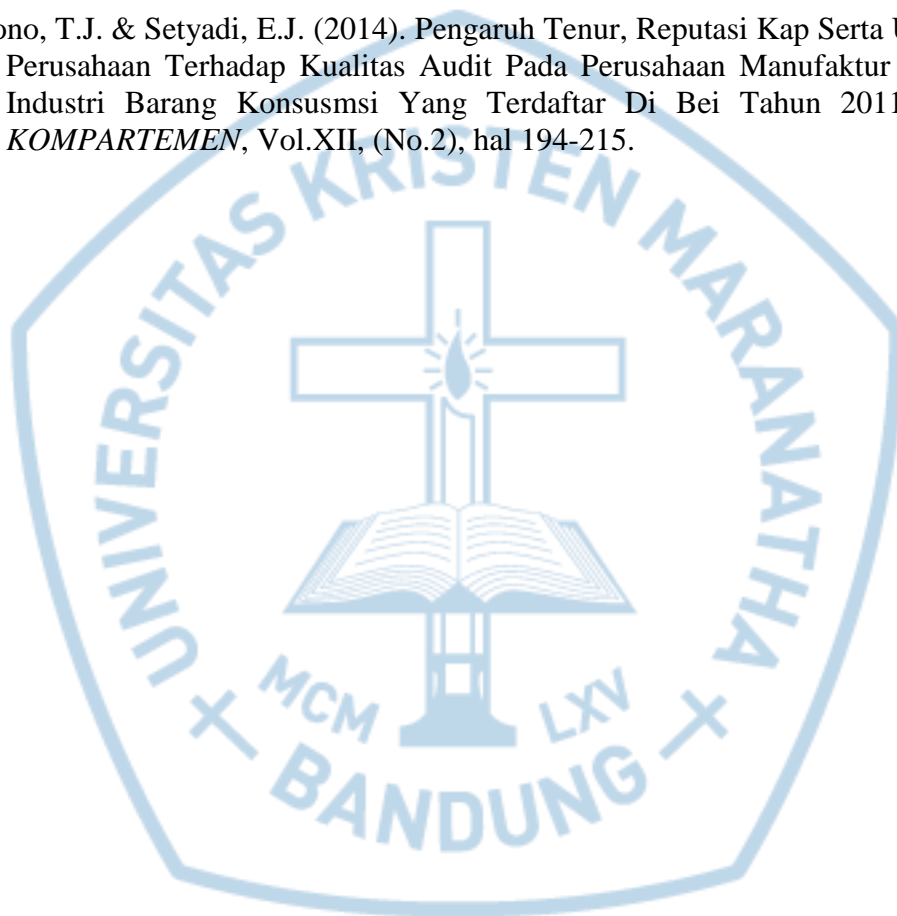 ono, T.J. & Setyadi, E.J. (2014). Pengaruh Tenur, Reputasi Kap Serta U
Perusahaan Terhadap Kualitas Audit Pada Perusahaan Manufaktur
Industri Barang Konsusmsi Yang Terdaftar Di Bei Tahun 2011
KOMPARTEMEN, Vol.XII, (No.2), hal 194-215.
UNIVERSITAS KRISTEN MARANATHA
MCM LXV
BANDUNG